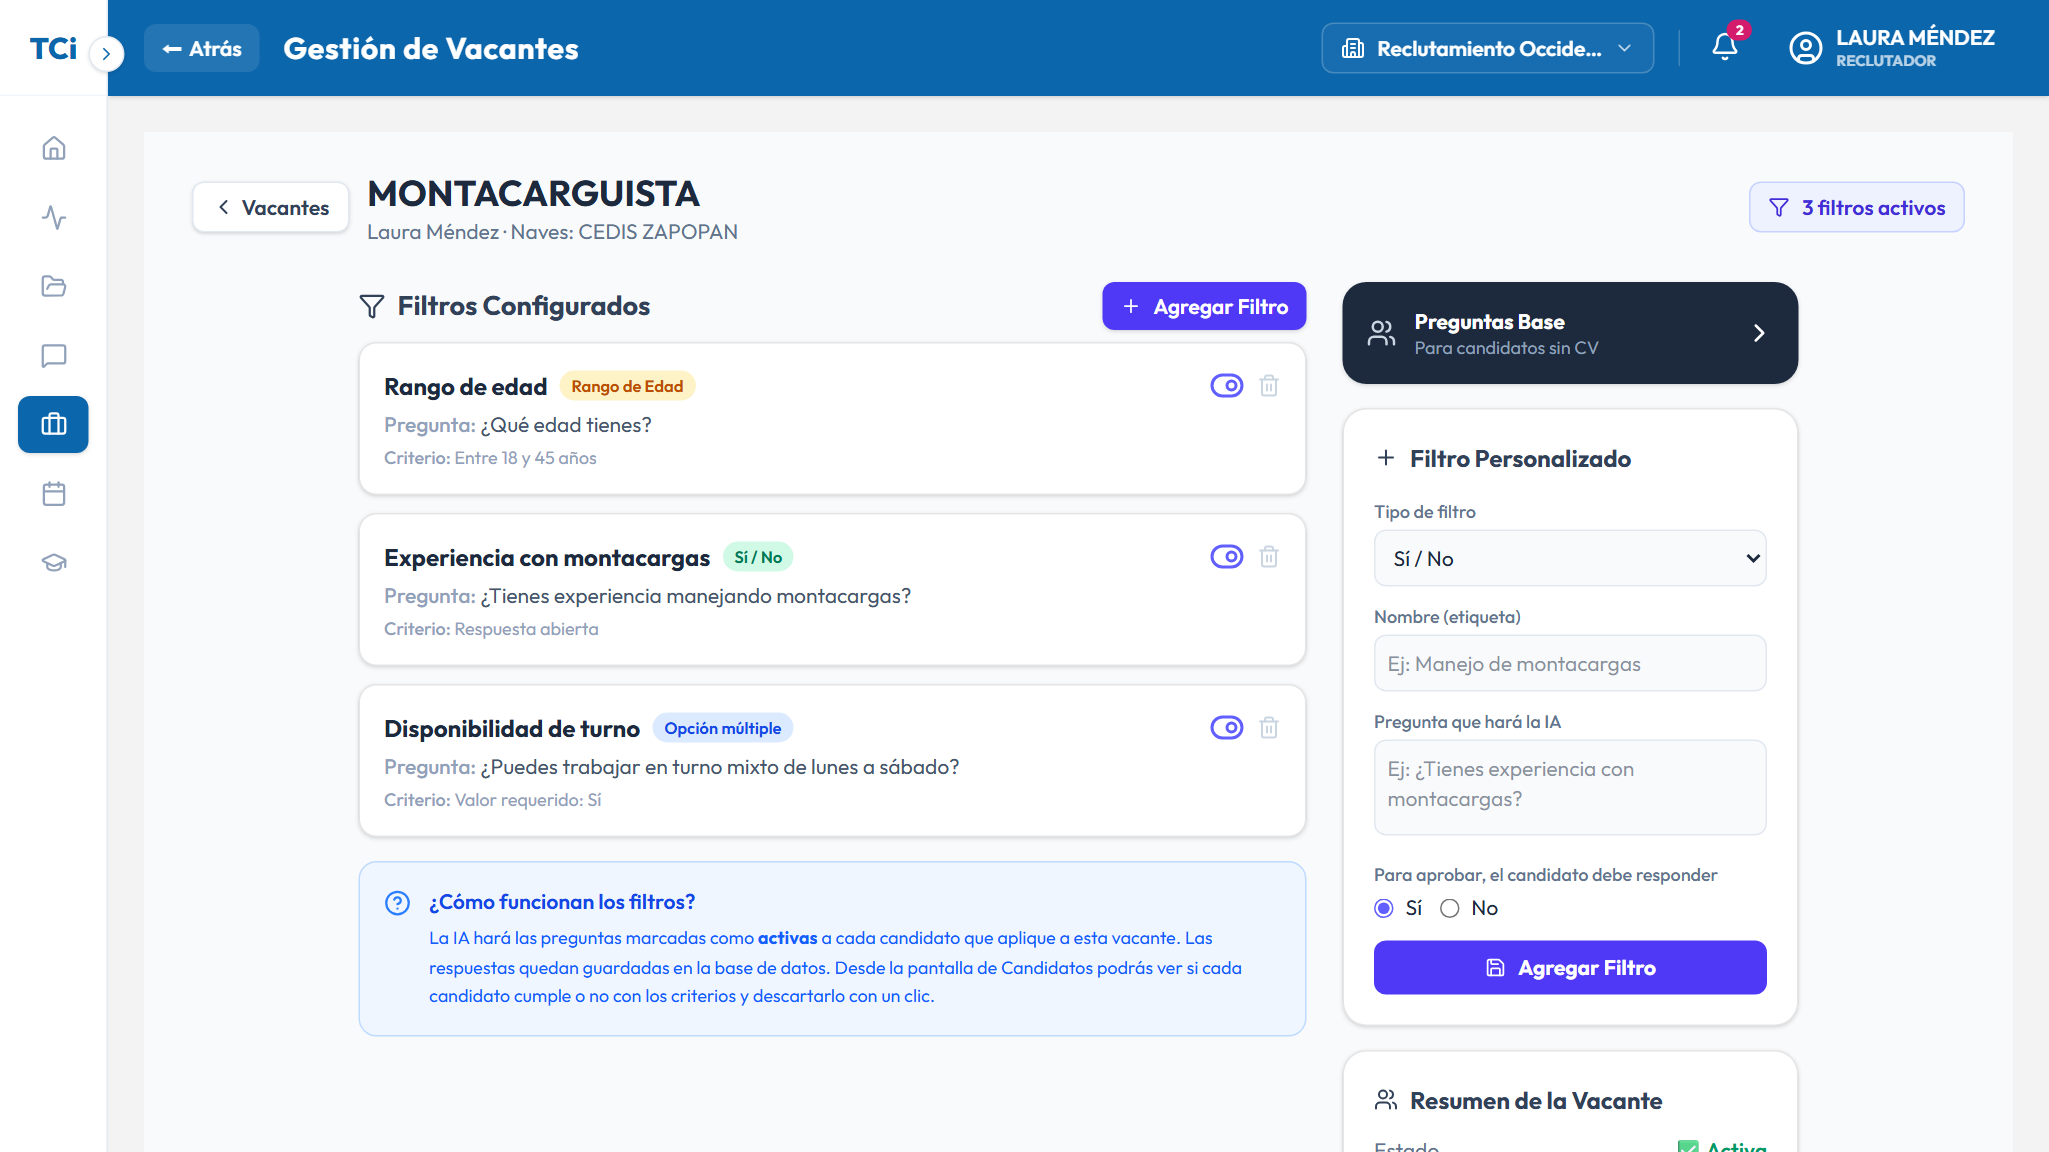 TCi
← Atrás
Gestión de Vacantes
Reclutamiento Occide...
2
LAURA MÉNDEZ
RECLUTADOR
Vacantes
MONTACARGUISTA
Laura Méndez · Naves: CEDIS ZAPOPAN
3 filtros activos
Filtros Configurados
+ Agregar Filtro
Rango de edad
Rango de Edad
Pregunta: ¿Qué edad tienes?
Criterio: Entre 18 y 45 años
Experiencia con montacargas
Sí / No
Pregunta: ¿Tienes experiencia manejando montacargas?
Criterio: Respuesta abierta
Disponibilidad de turno
Opción múltiple
Pregunta: ¿Puedes trabajar en turno mixto de lunes a sábado?
Criterio: Valor requerido: Sí
¿Cómo funcionan los filtros?
La IA hará las preguntas marcadas como activas a cada candidato que aplique a esta vacante. Las
respuestas quedan guardadas en la base de datos. Desde la pantalla de Candidatos podrás ver si cada
candidato cumple o no con los criterios y descartarlo con un clic.
Preguntas Base
Para candidatos sin CV
+ Filtro Personalizado
Tipo de filtro
Sí / No
Nombre (etiqueta)
Ej: Manejo de montacargas
Pregunta que hará la IA
Ej: ¿Tienes experiencia con
montacargas?
Para aprobar, el candidato debe responder
Sí
No
Agregar Filtro
Resumen de la Vacante
Estado
Activa